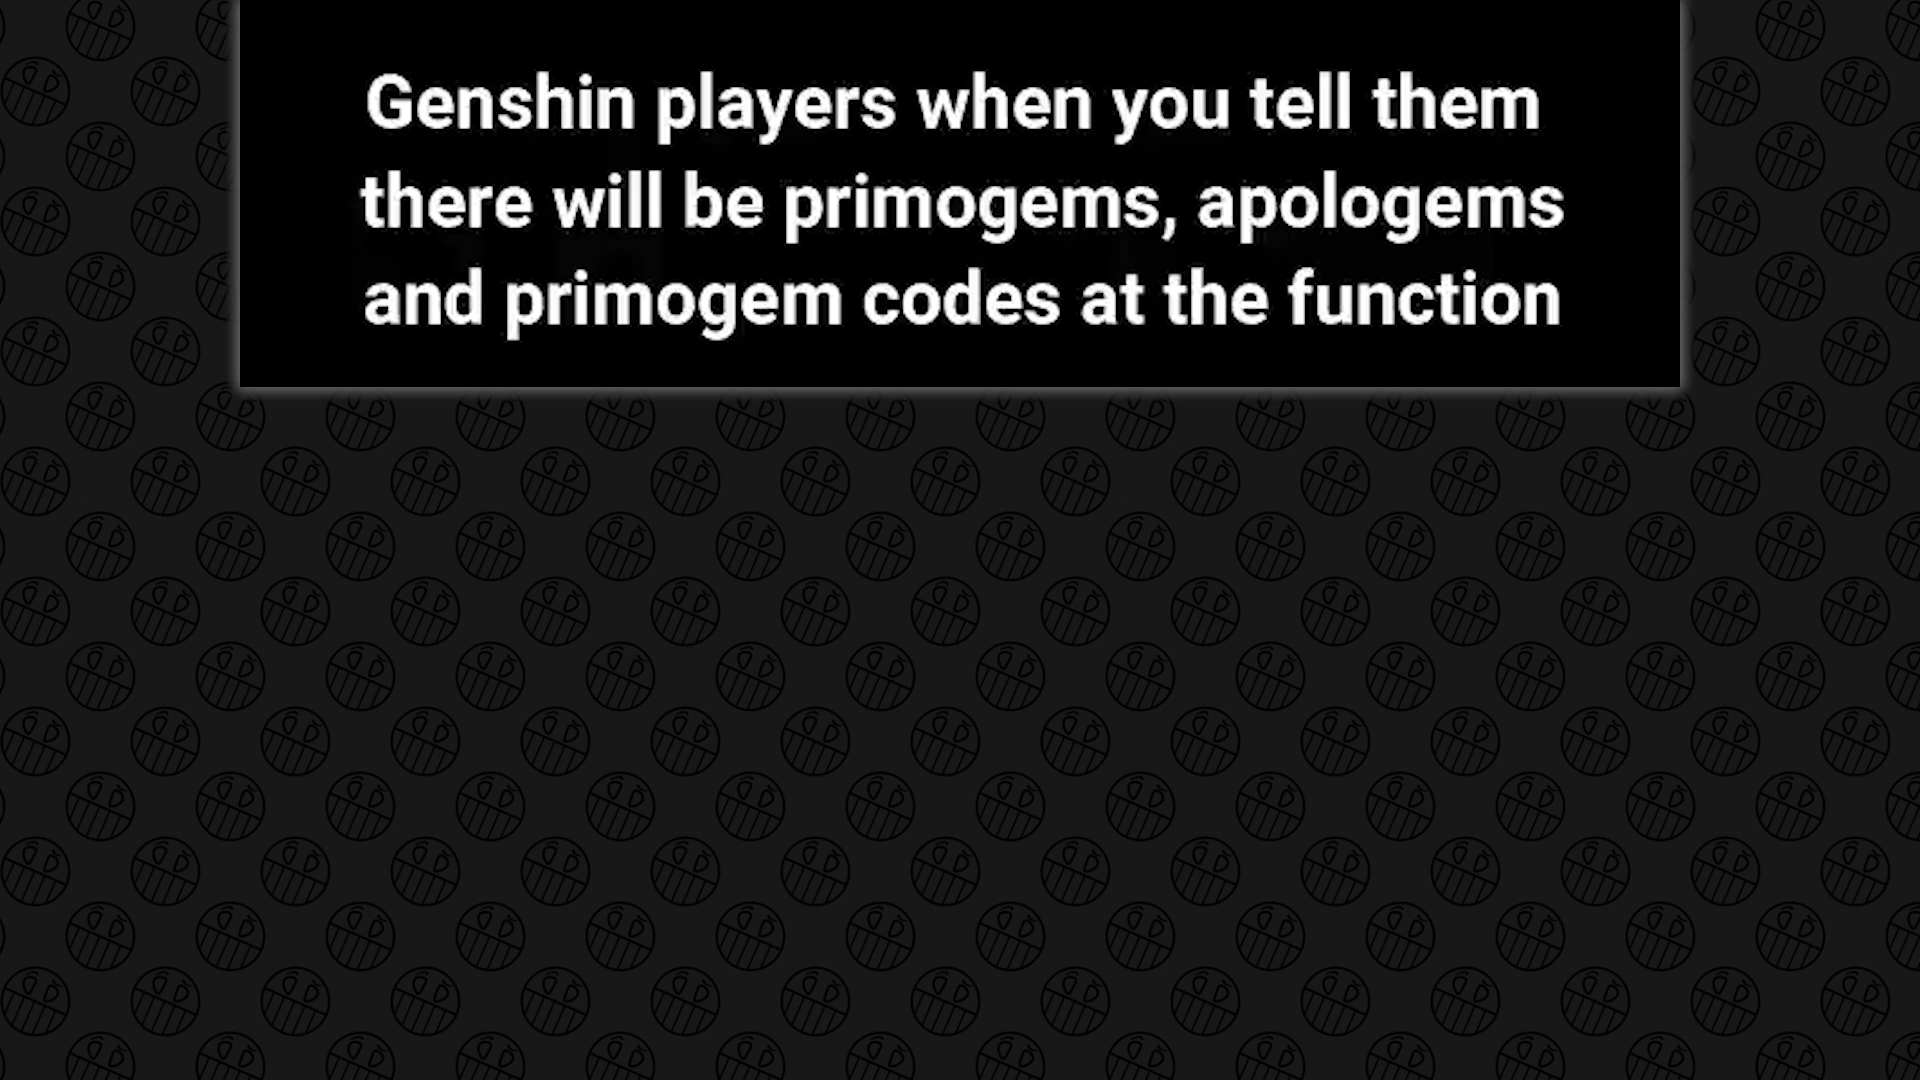 Genshin players when you tell them
there will be primogems, apologems
and primogem codes at the function